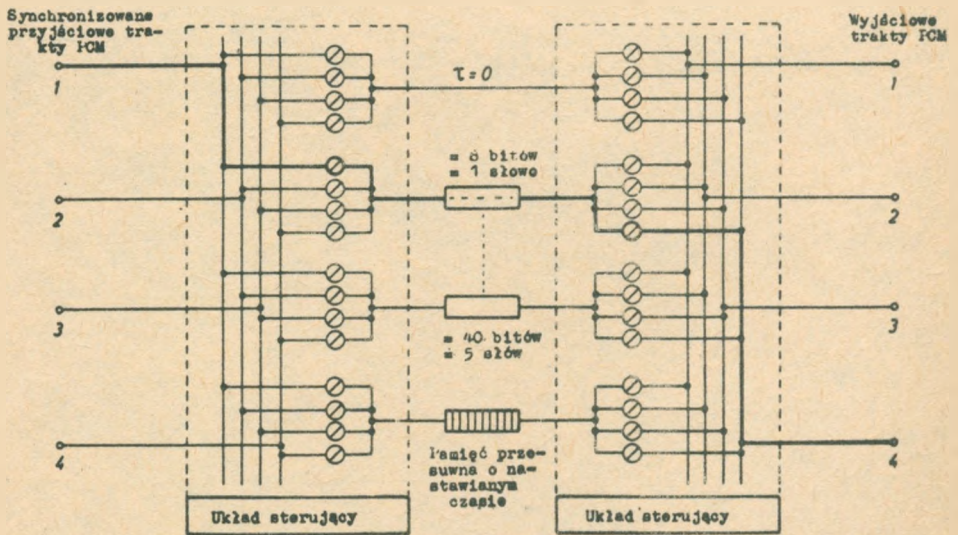 Synchronizowane
przyjściowe tra-
kty PCM
Wyjściowe
trakty PCM
1
τ = 0
1
= 8 bitów
= 1 słowo
2
2
3
3
= 40 bitów
= 5 słów
4
4
Pamięć prze-
suwna o na-
stawianym
czasie
Układ sterujący
Układ sterujący